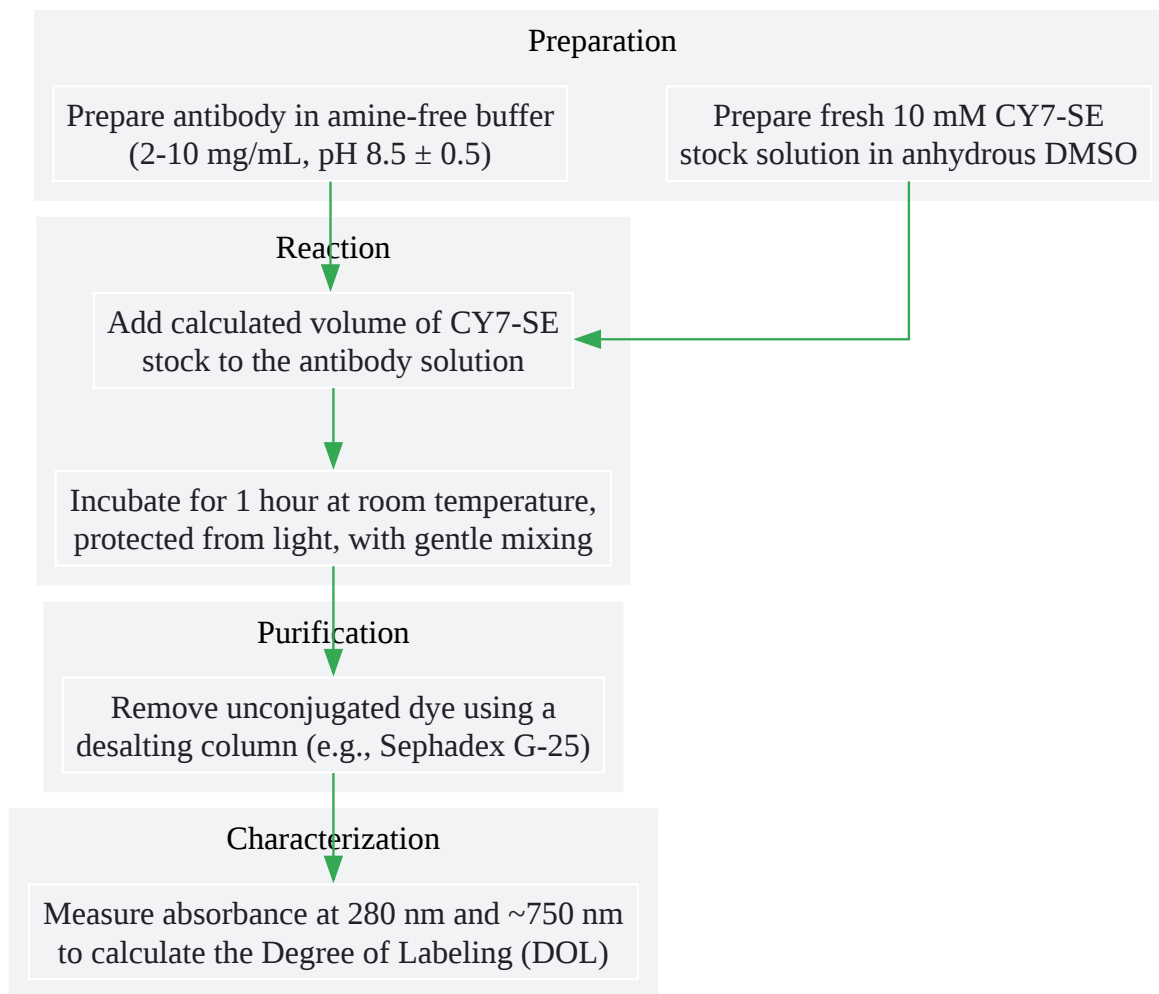 Preparation
Prepare antibody in amine-free buffer
(2-10 mg/mL, pH 8.5 ± 0.5)
Prepare fresh 10 mM CY7-SE
stock solution in anhydrous DMSO
Reaction
Add calculated volume of CY7-SE
stock to the antibody solution
Incubate for 1 hour at room temperature,
protected from light, with gentle mixing
Purification
Remove unconjugated dye using a
desalting column (e.g., Sephadex G-25)
Characterization
Measure absorbance at 280 nm and ~750 nm
to calculate the Degree of Labeling (DOL)